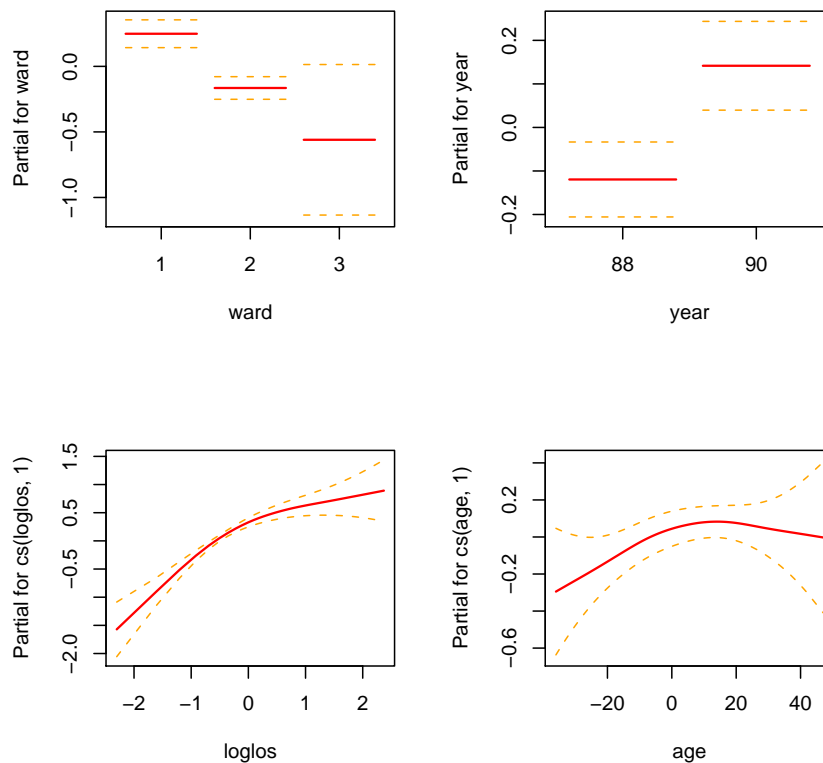 Partial for ward
0.0
−0.5
−1.0
1 2 3
ward
Partial for year
0.2
0.0
−0.2
88 90
year
Partial for cs(loglos, 1)
1.5
0.5
−0.5
−2.0
−2 −1 0 1 2
loglos
Partial for cs(age, 1)
0.2
−0.2
−0.6
−20 0 20 40
age